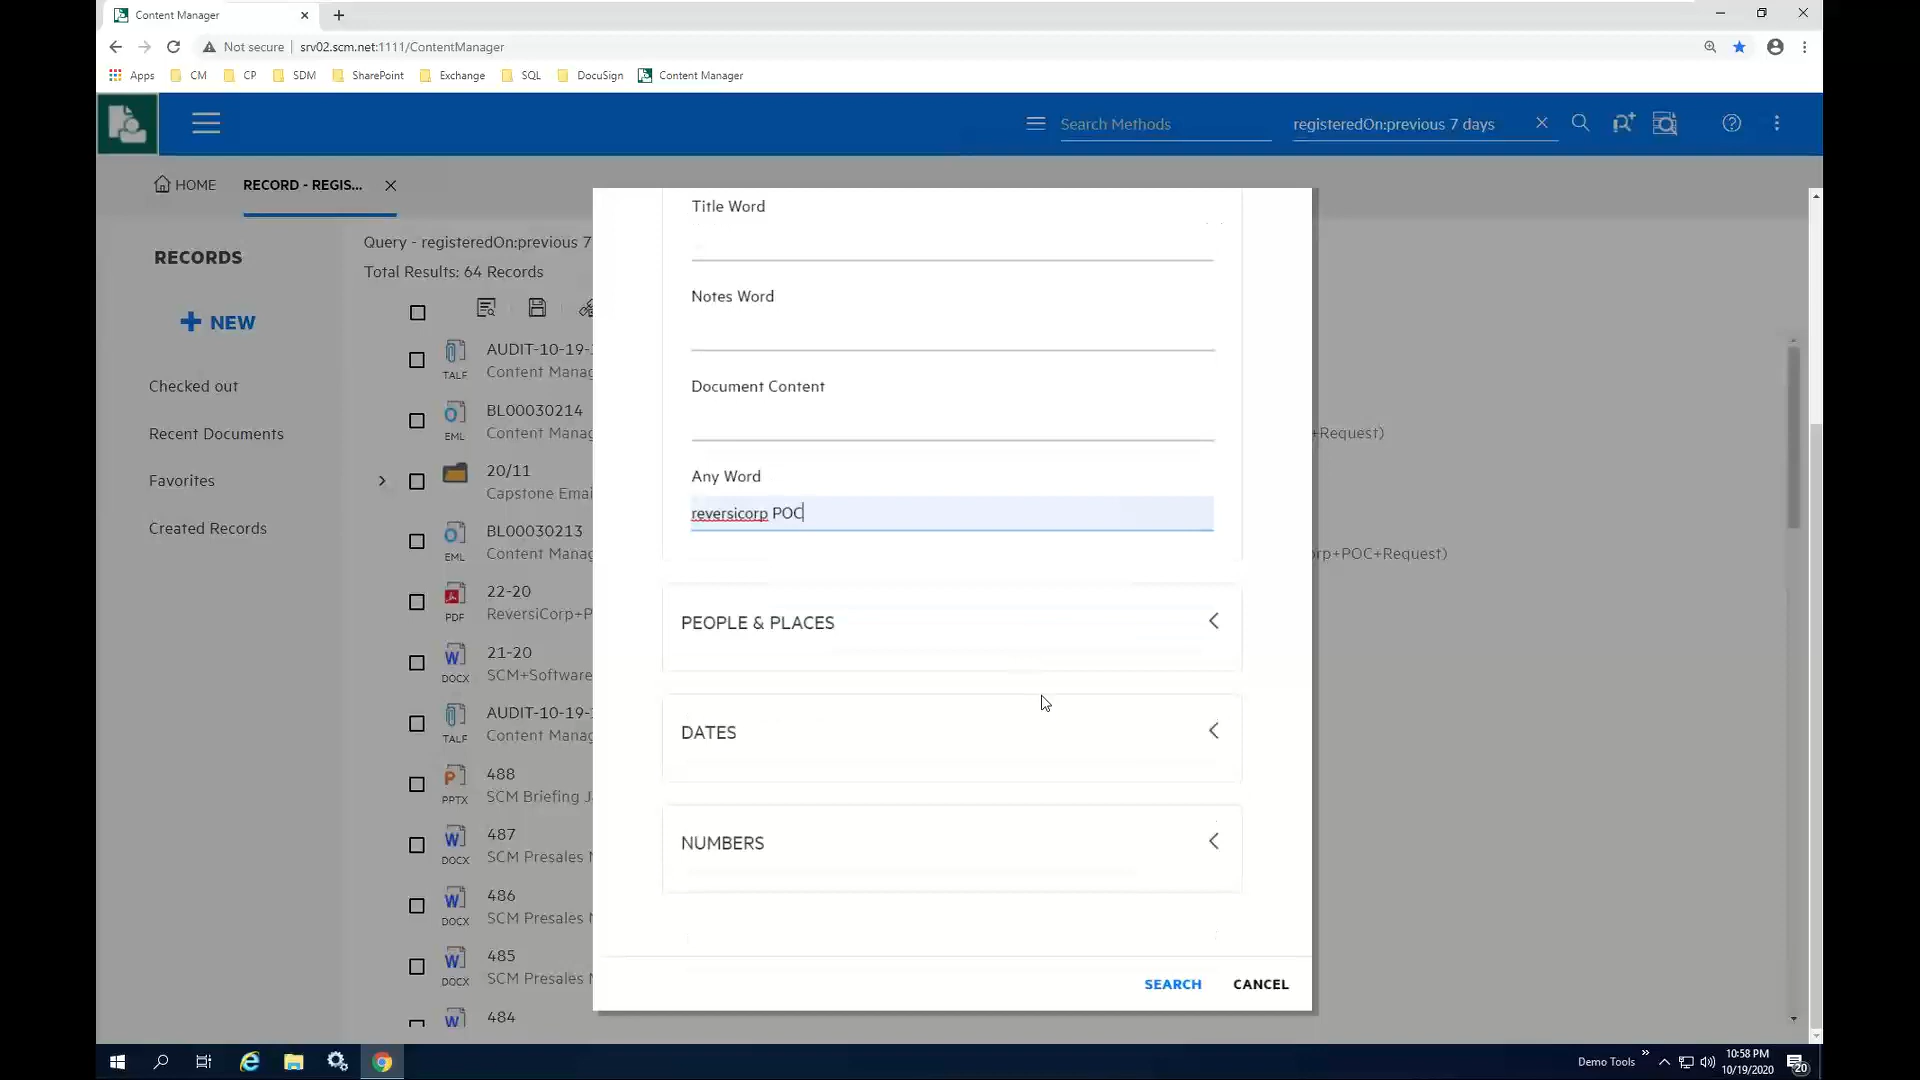 Content Manager
Not secure srv02.scm.net:1111/ContentManager
Apps CM CP SDM SharePoint Exchange SQL DocuSign Content Manager
Search Methods registeredOn:previous 7 days
HOME RECORD - REGIS...
RECORDS
NEW
Checked out
Recent Documents
Favorites
Created Records
Query - registeredOn:previous 7
Total Results: 64 Records
AUDIT-10-19-
TALF Content Manag
BL00030214
EML Content Manag
+Request)
20/11
Capstone Emai
BL00030213
EML Content Manag
rp+POC+Request)
22-20
PDF ReversiCorp+P
21-20
DOCX SCM+Software
AUDIT-10-19-
TALF Content Manag
488
PPTX SCM Briefing J
487
DOCX SCM Presales
486
DOCX SCM Presales
485
DOCX SCM Presales
484
Title Word
Notes Word
Document Content
Any Word
reversicorp POC
PEOPLE & PLACES
DATES
NUMBERS
SEARCH CANCEL
Demo Tools
10:58 PM
10/19/2020
20